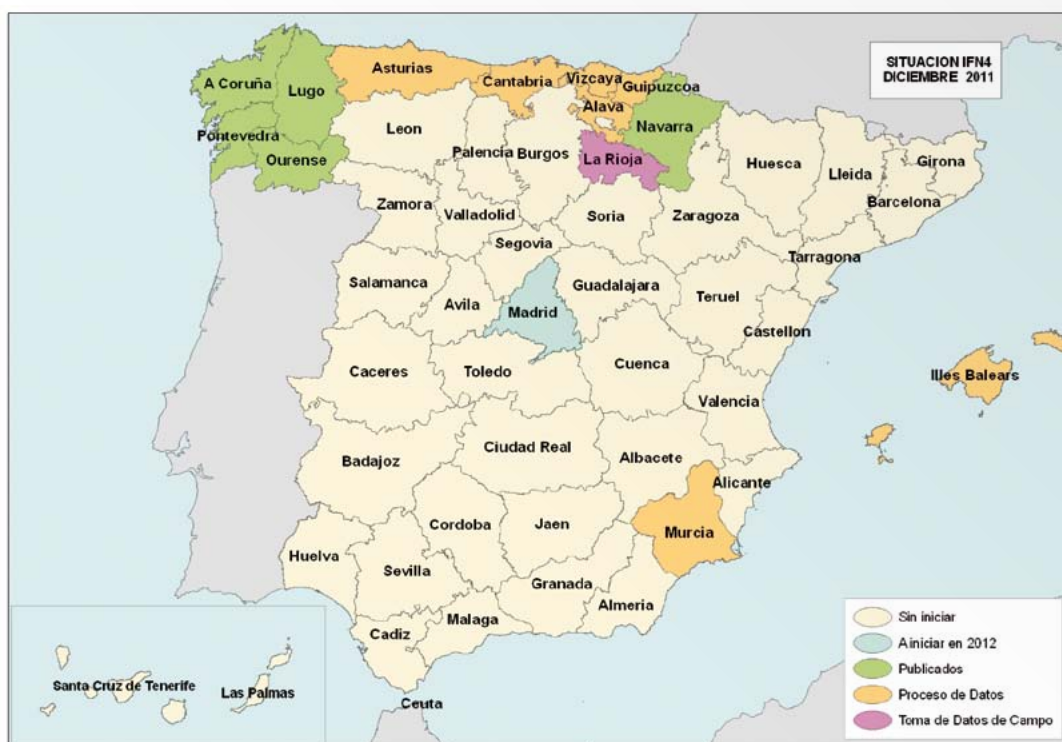 SITUACION IFN4
DICIEMBRE 2011
A Coruña
Lugo
Asturias
Cantabria
Vizcaya
Guipuzcoa
Alava
Navarra
Pontevedra
Ourense
Leon
Palencia
Burgos
La Rioja
Huesca
Lleida
Girona
Barcelona
Zamora
Valladolid
Soria
Zaragoza
Segovia
Tarragona
Salamanca
Avila
Madrid
Guadalajara
Teruel
Castellon
Caceres
Toledo
Cuenca
Valencia
Illes Balears
Badajoz
Ciudad Real
Albacete
Alicante
Cordoba
Jaen
Murcia
Huelva
Sevilla
Granada
Almeria
Malaga
Cadiz
Ceuta
Santa Cruz de Tenerife
Las Palmas
Sin iniciar
A iniciar en 2012
Publicados
Proceso de Datos
Toma de Datos de Campo